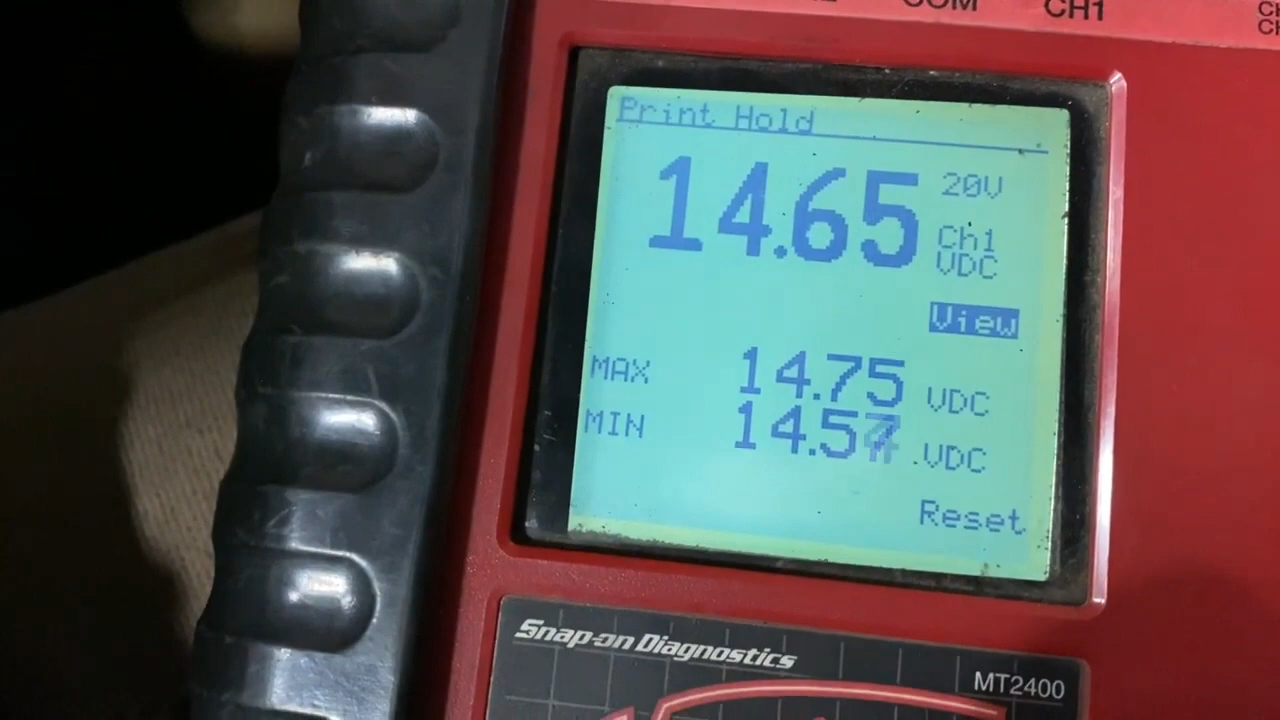 COM CH1
Print Hold
14.65 20V
Ch1
VDC
View
MAX 14.75 VDC
MIN 14.57 VDC
Reset
Snap-on Diagnostics
MT2400